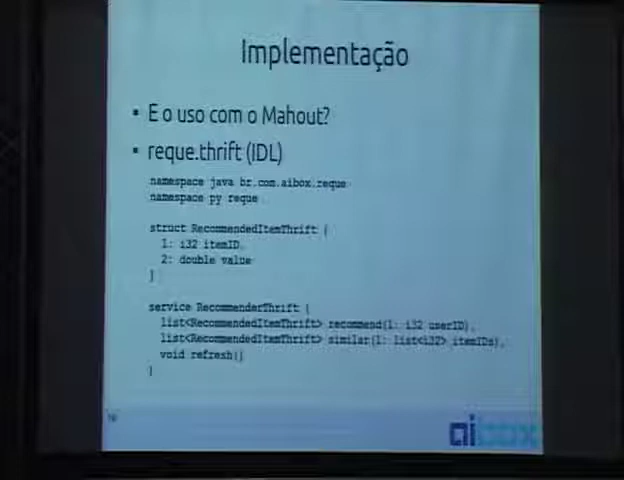 Implementação
▪ E o uso com o Mahout?
▪ reque.thrift (IDL)
namespace java br.com.aibox.reque
namespace py reque
struct RecommendedItemThrift {
1: i32 itemID,
2: double value
}
service RecommenderThrift {
list<RecommendedItemThrift> recommend(1: i32 userID),
list<RecommendedItemThrift> similar(1: list<i32> itemIDs),
void refresh()
}
aibox